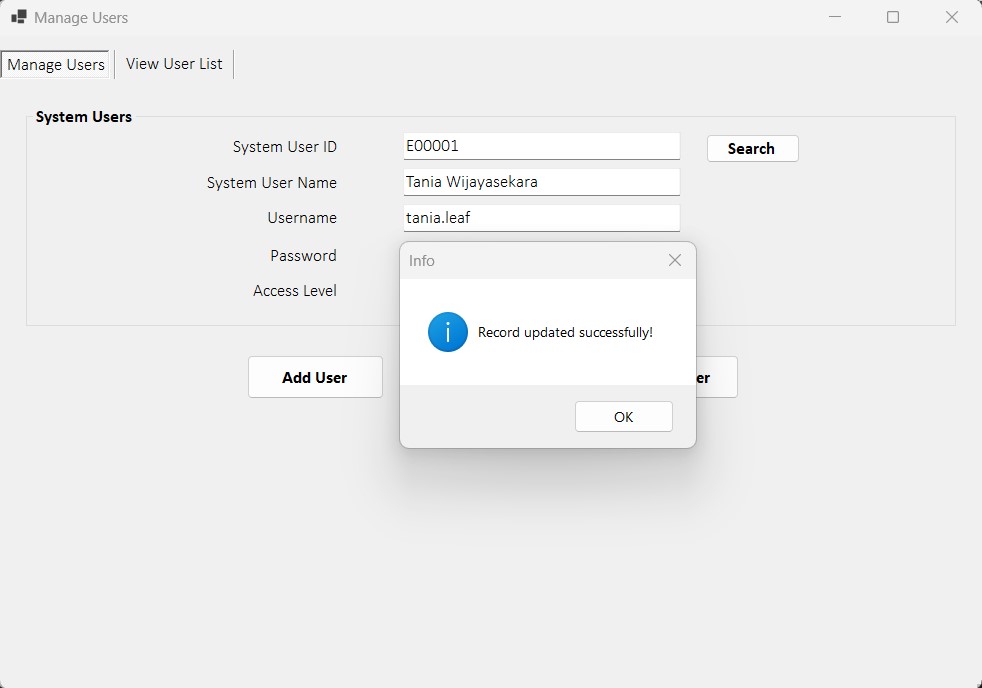 Manage Users
Manage Users
View User List
System Users
System User ID
E00001
Search
System User Name
Tania Wijayasekara
Username
tania.leaf
Password
Access Level
Info
Record updated successfully!
OK
Add User